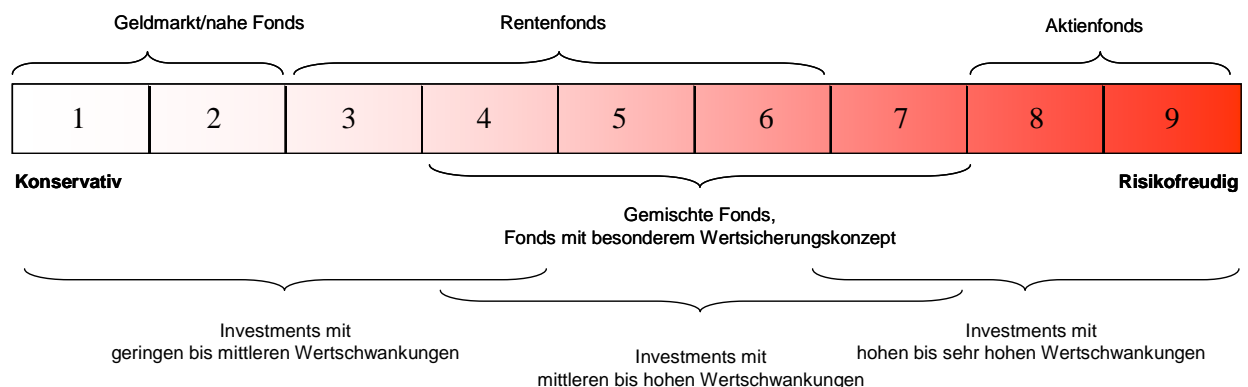 Geldmarkt/nahe Fonds
Rentenfonds
Aktienfonds
1 2 3 4 5 6 7 8 9
Konservativ
Risikofreudig
Gemischte Fonds,
Fonds mit besonderem Wertsicherungskonzept
Investments mit
geringen bis mittleren Wertschwankungen
Investments mit
mittleren bis hohen Wertschwankungen
Investments mit
hohen bis sehr hohen Wertschwankungen